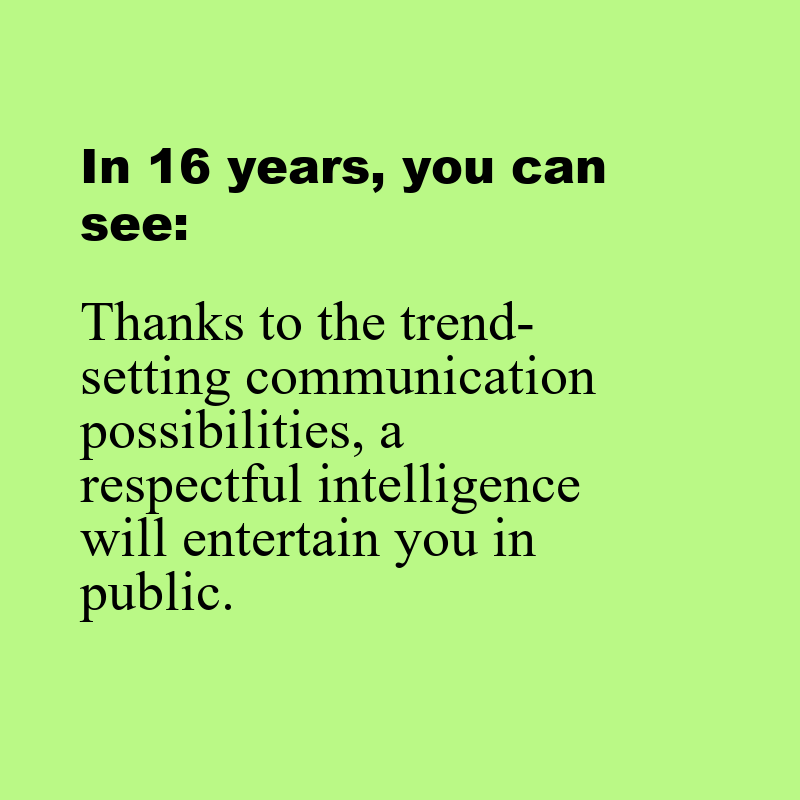 In 16 years, you can
see:
Thanks to the trend-
setting communication
possibilities, a
respectful intelligence
will entertain you in
public.